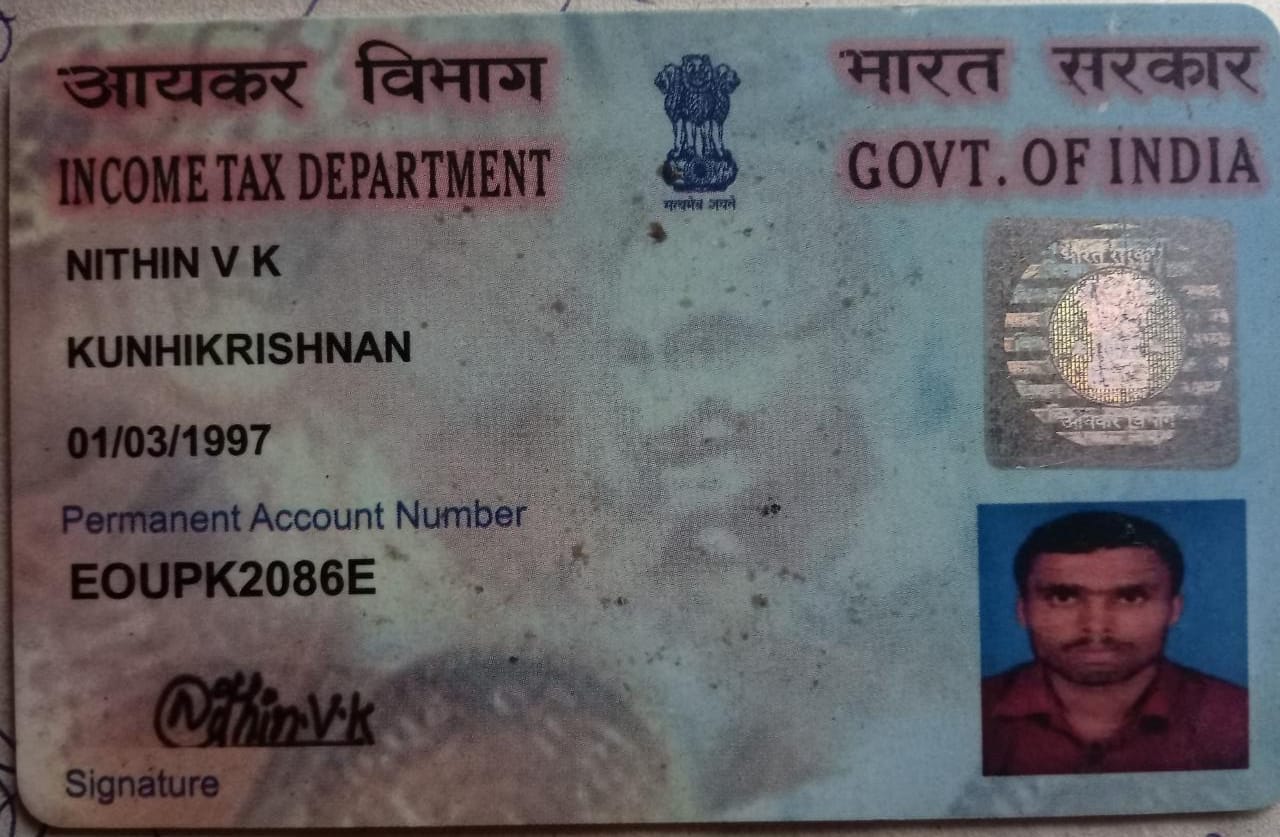 आयकर विभाग
INCOME TAX DEPARTMENT
भारत सरकार
GOVT. OF INDIA
सत्यमेव जयते
NITHIN V K
KUNHIKRISHNAN
01/03/1997
Permanent Account Number
EOUPK2086E
भारत सरकार
आयकर विभाग
Nithin.V.K
Signature